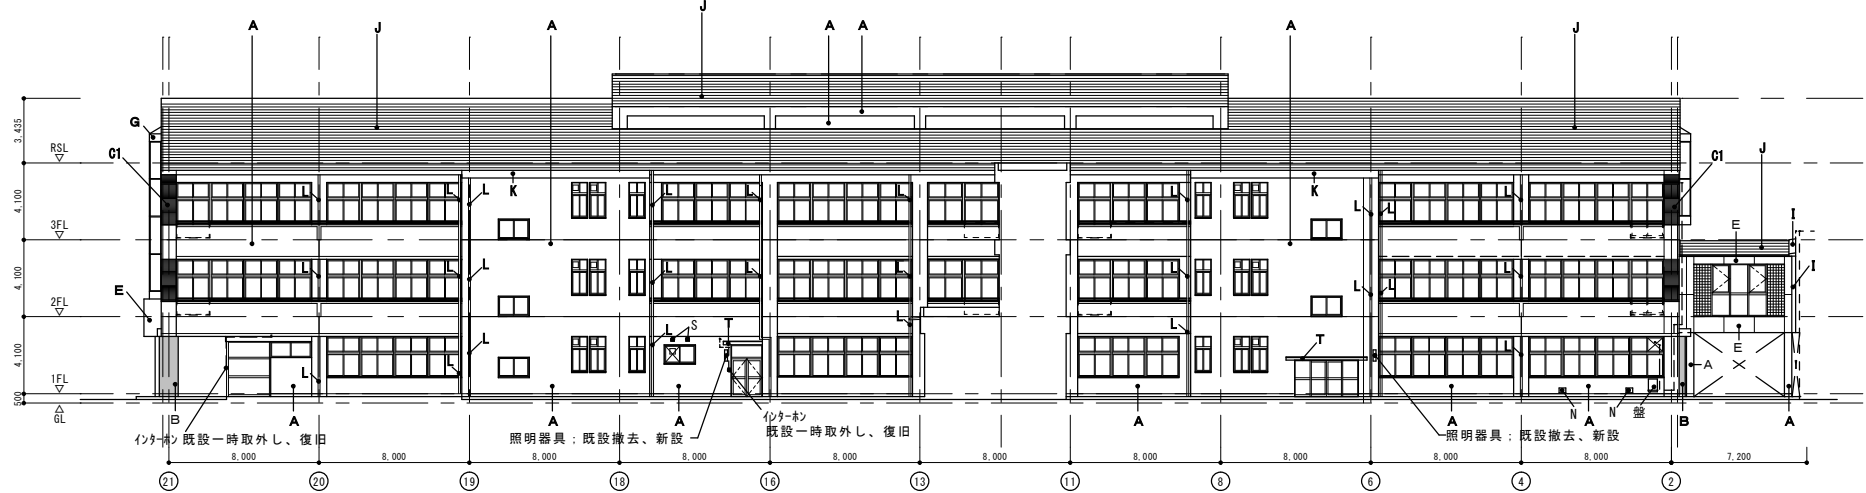 J
A J A A A A J
3,435
G
RSL
C1 C1 J
K K
4,100
L L L L L L L L L L L
3FL
E I
4,100
I
L L L L L L L L L
E
2FL
S T L L
E
4,100
L L L L T L
A
1FL
500
GL
B A A A A A N A N 盤 B A
インターホン 既設一時取外し、復旧
照明器具；既設撤去、新設
インターホン
既設一時取外し、復旧
照明器具；既設撤去、新設
8,000 8,000 8,000 8,000 8,000 8,000 8,000 8,000 8,000 8,000 7,200
21 20 19 18 16 13 11 8 6 4 2